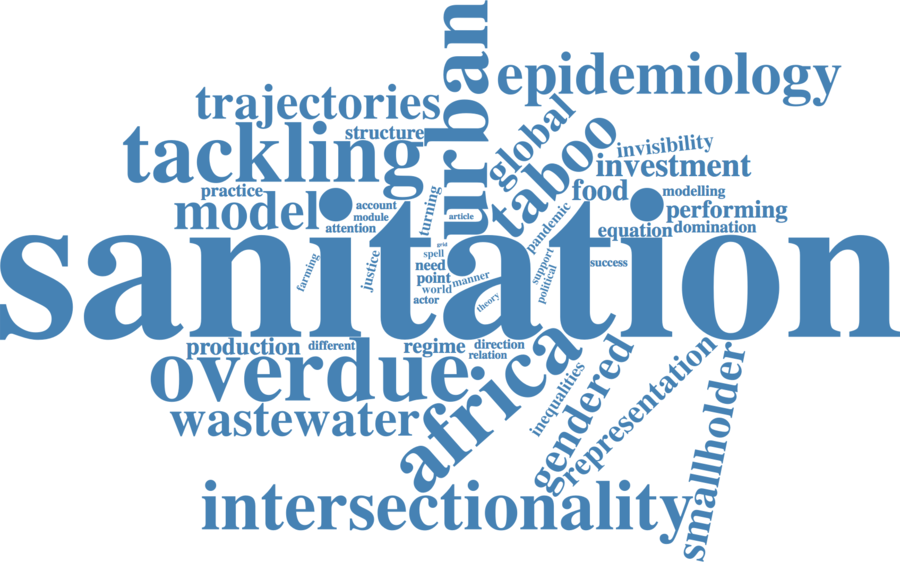 urban
epidemiology
trajectories
global
structure
tackling
taboo
invisibility
investment
practice
food
modelling
turning
model
account
module
article
attention
pandemic
performing
equation
domination
sanitation
grid
spell
justice
farming
need
support
success
point
manner
world
political
actor
theory
production
different
regime
direction
relation
overdue
africa
inequalities
gendered
representation
smallholder
wastewater
intersectionality